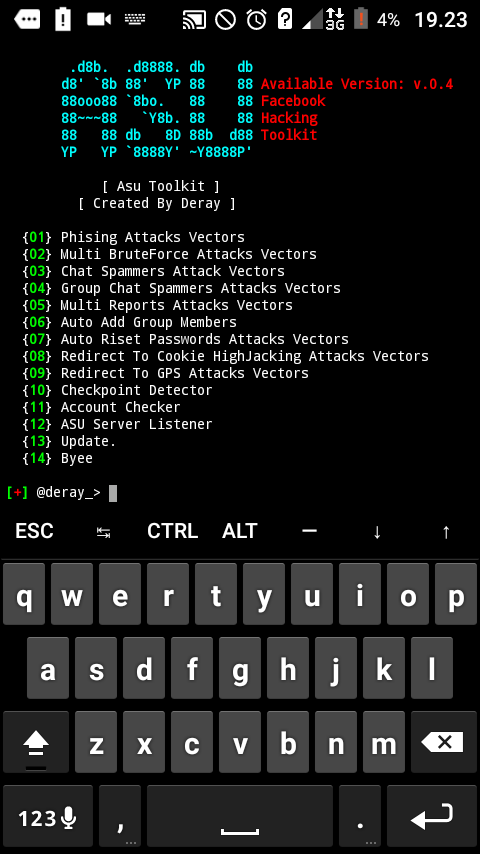 4% 19.23
.d8b. .d8888. db db
d8' `8b 88' YP 88 88 Available Version: v.0.4
88ooo88 `8bo. 88 88 Facebook
88~~~88 `Y8b. 88 88 Hacking
88 88 db 8D 88b d88 Toolkit
YP YP `8888Y' ~Y8888P'
[ Asu Toolkit ]
[ Created By Deray ]
{01} Phising Attacks Vectors
{02} Multi BruteForce Attacks Vectors
{03} Chat Spammers Attack Vectors
{04} Group Chat Spammers Attacks Vectors
{05} Multi Reports Attacks Vectors
{06} Auto Add Group Members
{07} Auto Riset Passwords Attacks Vectors
{08} Redirect To Cookie HighJacking Attacks Vectors
{09} Redirect To GPS Attacks Vectors
{10} Checkpoint Detector
{11} Account Checker
{12} ASU Server Listener
{13} Update.
{14} Byee
[+] @deray_>
ESC ↹ CTRL ALT — ↓ ↑
q w e r t y u i o p
a s d f g h j k l
z x c v b n m
123 , .